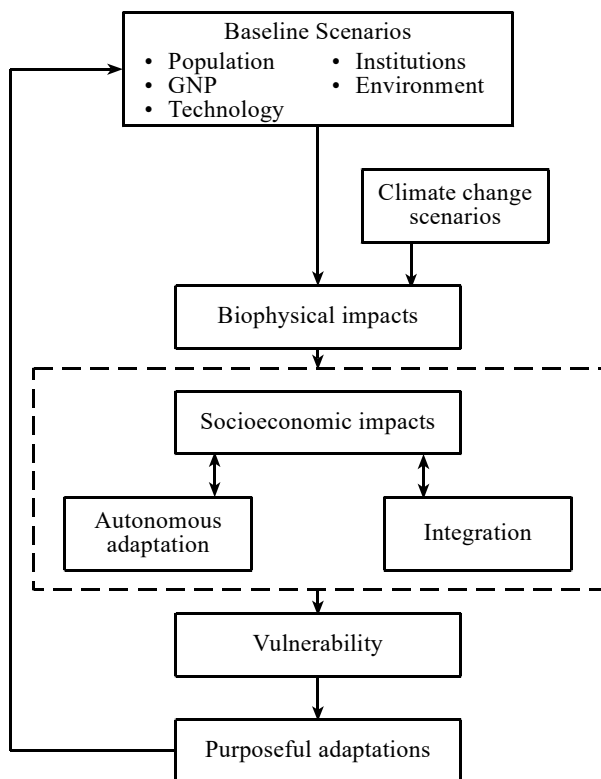 Baseline Scenarios
• Population
• GNP
• Technology
• Institutions
• Environment
Climate change
scenarios
Biophysical impacts
Socioeconomic impacts
Autonomous
adaptation
Integration
Vulnerability
Purposeful adaptations